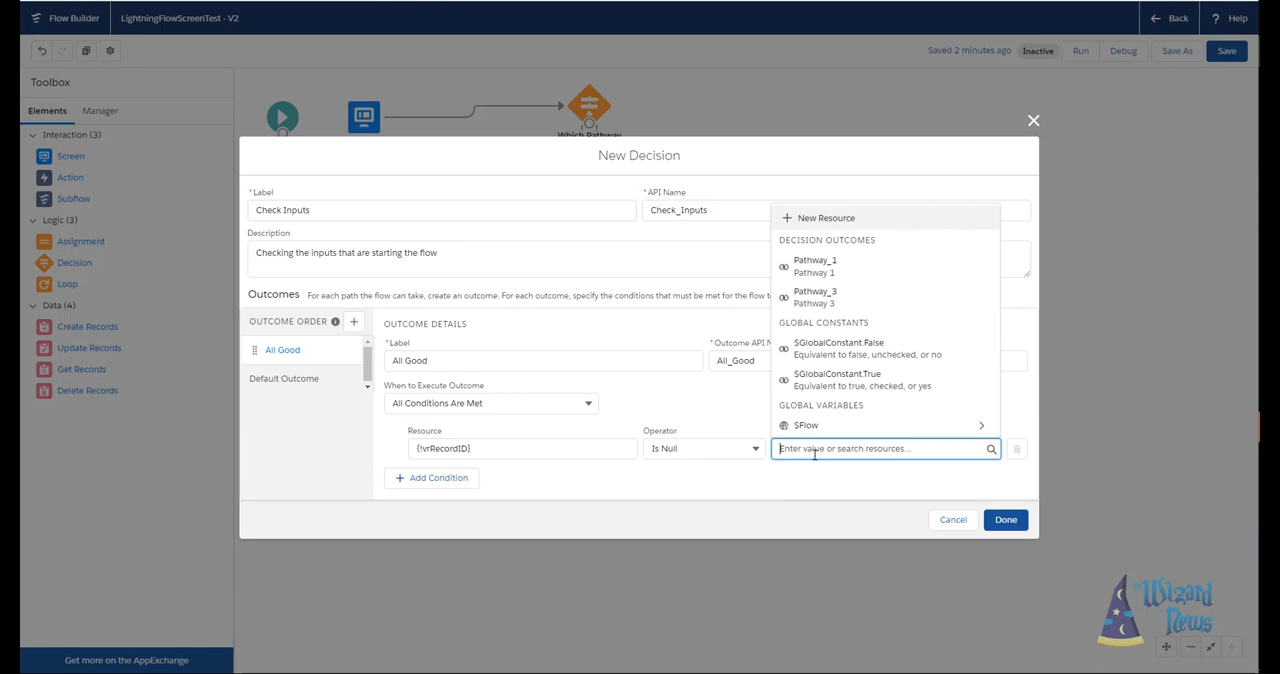 Flow Builder
LightningFlowScreenTest - V2
Back
? Help
Saved 2 minutes ago
Inactive
Run
Debug
Save As
Save
Toolbox
Elements
Manager
Interaction (3)
Screen
Action
Subflow
Logic (3)
Assignment
Decision
Loop
Data (4)
Create Records
Update Records
Get Records
Delete Records
Get more on the AppExchange
Which Pathway
New Decision
* Label
Check Inputs
* API Name
Check_Inputs
Description
Checking the inputs that are starting the flow
Outcomes
For each path the flow can take, create an outcome. For each outcome, specify the conditions that must be met for the flow to
OUTCOME ORDER
All Good
Default Outcome
OUTCOME DETAILS
* Label
All Good
* Outcome API N
All_Good
When to Execute Outcome
All Conditions Are Met
Resource
{!vrRecordID}
Operator
Is Null
Enter value or search resources...
+ Add Condition
+ New Resource
DECISION OUTCOMES
Pathway_1
Pathway 1
Pathway_3
Pathway 3
GLOBAL CONSTANTS
$GlobalConstant.False
Equivalent to false, unchecked, or no
$GlobalConstant.True
Equivalent to true, checked, or yes
GLOBAL VARIABLES
$Flow
Cancel
Done
Wizard
News